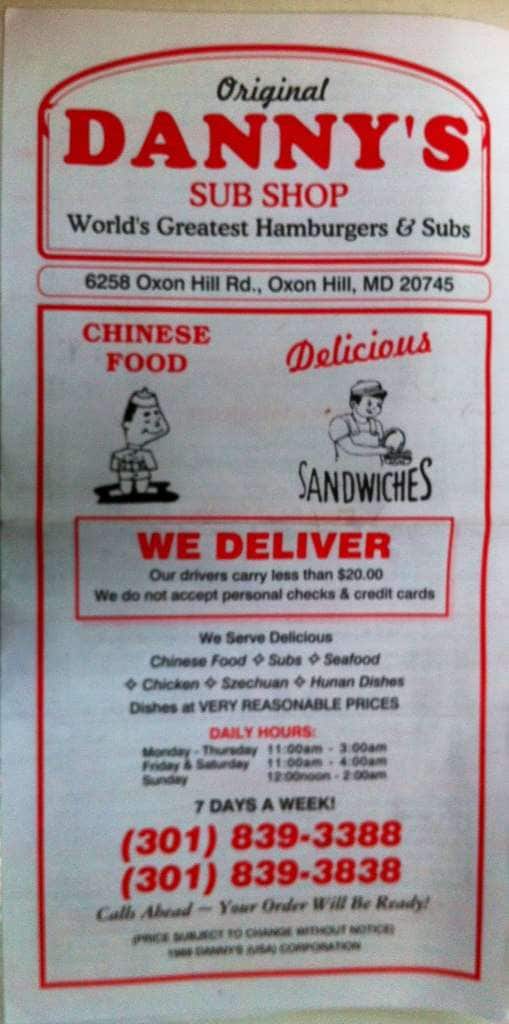 Original
DANNY'S
SUB SHOP
World's Greatest Hamburgers & Subs
6258 Oxon Hill Rd., Oxon Hill, MD 20745
CHINESE
FOOD
Delicious
SANDWICHES
WE DELIVER
Our drivers carry less than $20.00
We do not accept personal checks & credit cards
We Serve Delicious
Chinese Food ❖ Subs ❖ Seafood
❖ Chicken ❖ Szechuan ❖ Hunan Dishes
Dishes at VERY REASONABLE PRICES
DAILY HOURS:
Monday - Thursday 11:00am - 3:00am
Friday & Saturday 11:00am - 4:00am
Sunday 12:00noon - 2:00am
7 DAYS A WEEK!
(301) 839-3388
(301) 839-3838
Calls Ahead — Your Order Will Be Ready!
(PRICE SUBJECT TO CHANGE WITHOUT NOTICE)
DANNY'S (USA) CORPORATION